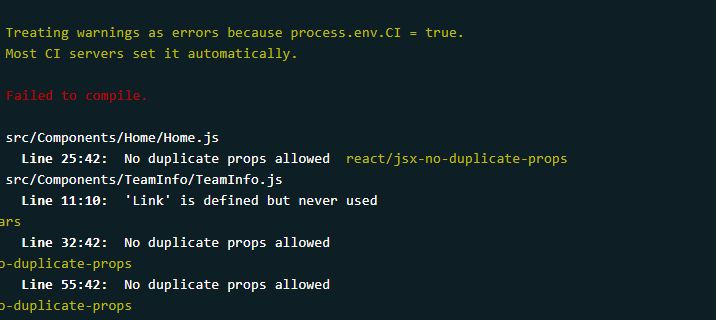 Treating warnings as errors because process.env.CI = true.
Most CI servers set it automatically.
Failed to compile.
src/Components/Home/Home.js
Line 25:42: No duplicate props allowed react/jsx-no-duplicate-props
src/Components/TeamInfo/TeamInfo.js
Line 11:10: 'Link' is defined but never used
ars
Line 32:42: No duplicate props allowed
o-duplicate-props
Line 55:42: No duplicate props allowed
o-duplicate-props